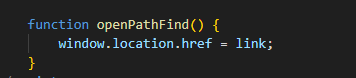 function openPathFind() {
    window.location.href = link;
}